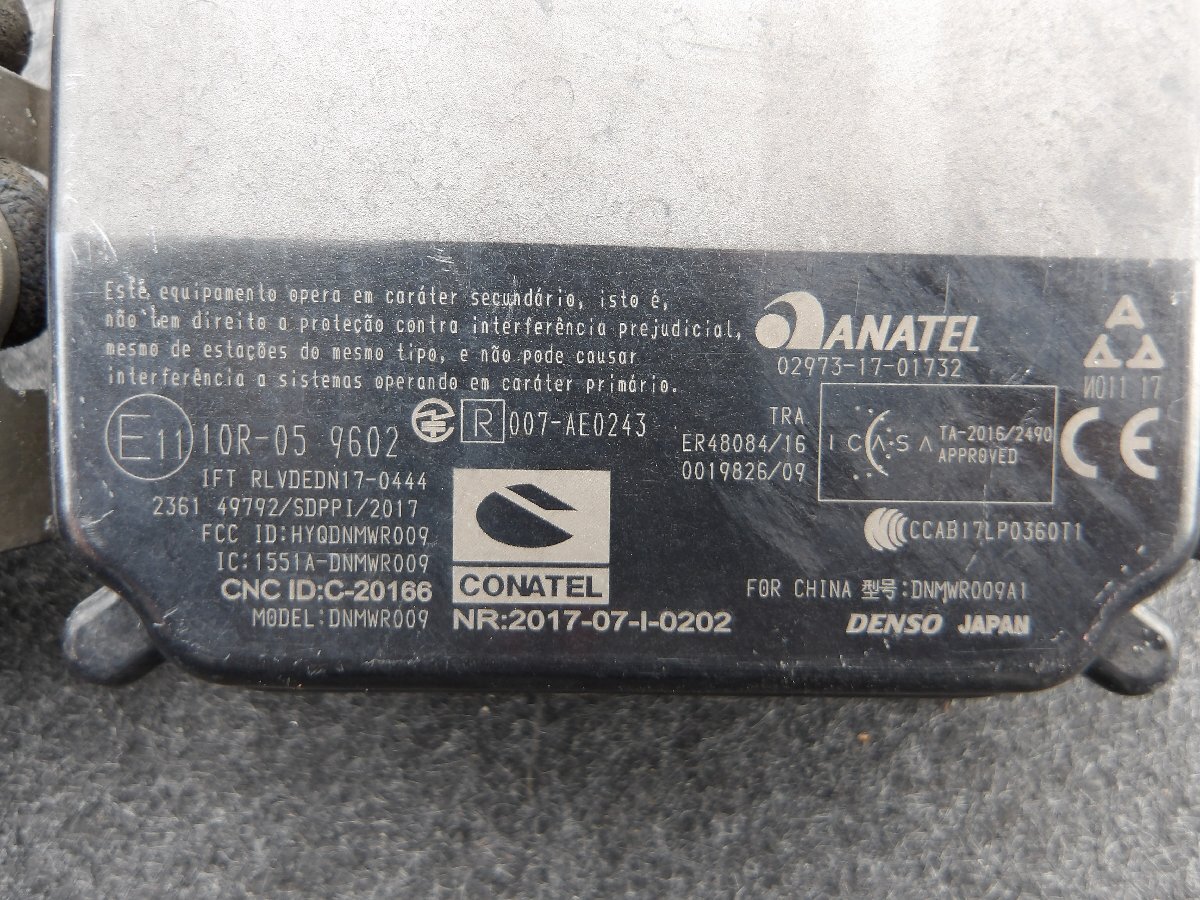 Este equipamento opera em caráter secundário, isto é,
não tem direito a proteção contra interferência prejudicial,
mesmo de estações do mesmo tipo, e não pode causar
interferência a sistemas operando em caráter primário.
ANATEL
02973-17-01732
A
A A
И011 17
E11 10R-05 9602
R 007-AE0243
TRA
ER48084/16
0019826/09
ICASA TA-2016/2490
APPROVED
CE
IFT RLVDEDN17-0444
2361 49792/SDPPI/2017
FCC ID:HYQDNMWR009
IC:1551A-DNMWR009
CNC ID:C-20166
MODEL:DNMWR009
CONATEL
NR:2017-07-I-0202
CCAB17LP0360T1
FOR CHINA 型号:DNMWR009A1
DENSO JAPAN